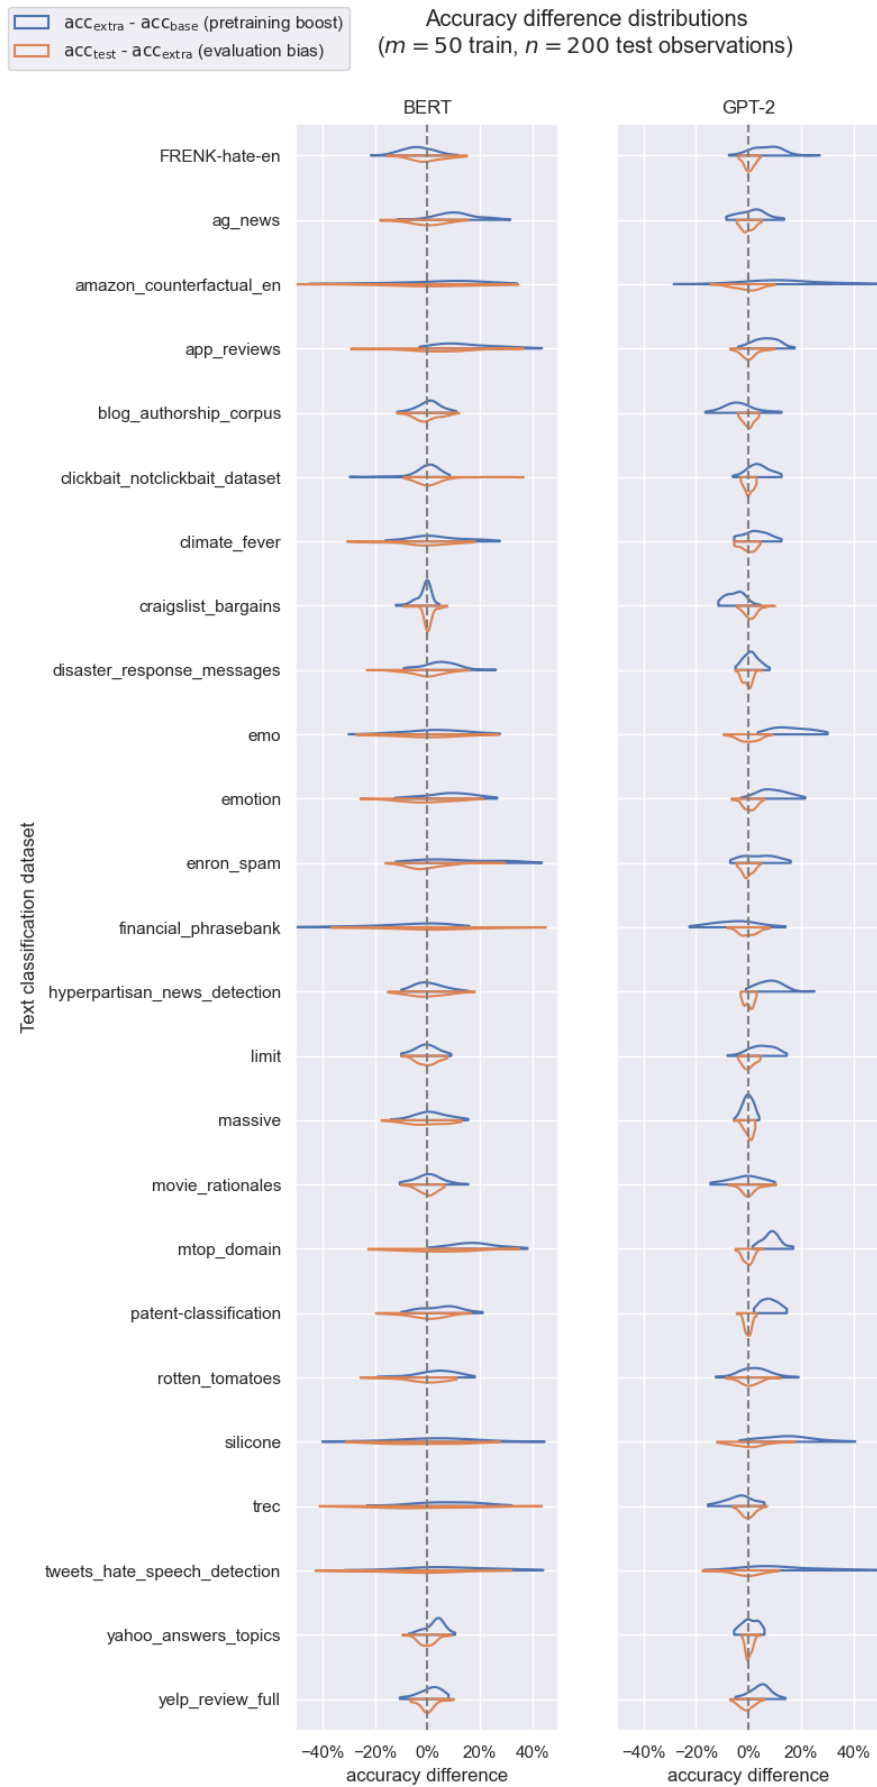 acc_extra - acc_base (pretraining boost)
acc_test - acc_extra (evaluation bias)
Accuracy difference distributions
(m = 50 train, n = 200 test observations)
BERT
GPT-2
Text classification dataset
FRENK-hate-en
ag_news
amazon_counterfactual_en
app_reviews
blog_authorship_corpus
clickbait_notclickbait_dataset
climate_fever
craigslist_bargains
disaster_response_messages
emo
emotion
enron_spam
financial_phrasebank
hyperpartisan_news_detection
limit
massive
movie_rationales
mtop_domain
patent-classification
rotten_tomatoes
silicone
trec
tweets_hate_speech_detection
yahoo_answers_topics
yelp_review_full
−40% −20% 0% 20% 40%
accuracy difference
−40% −20% 0% 20% 40%
accuracy difference